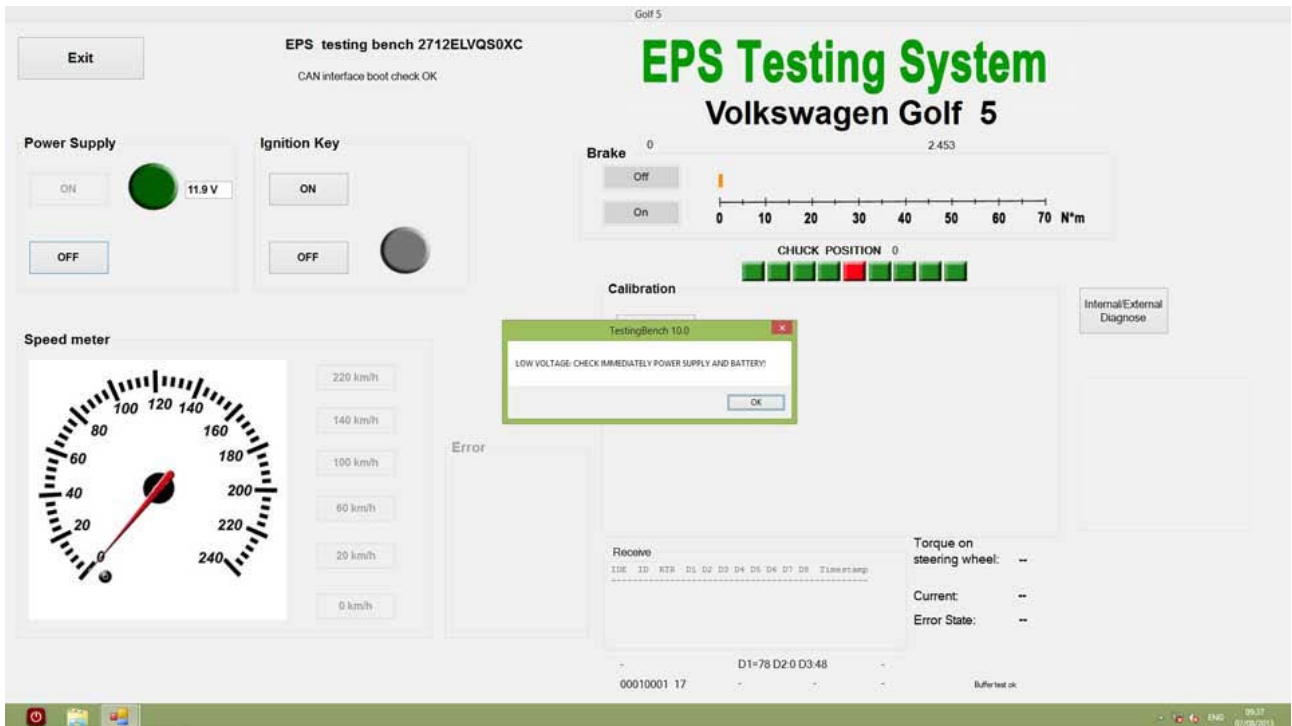 Golf 5
Exit
EPS testing bench 2712ELVQS0XC
CAN interface boot check OK
EPS Testing System
Volkswagen Golf 5
Power Supply
ON
11.9 V
OFF
Ignition Key
ON
OFF
Brake
0
2.453
Off
On
0 10 20 30 40 50 60 70 N*m
CHUCK POSITION 0
Calibration
Internal/External
Diagnose
TestingBench 10.0
LOW VOLTAGE: CHECK IMMEDIATELY POWER SUPPLY AND BATTERY!
OK
Speed meter
0 20 40 60 80 100 120 140 160 180 200 220 240
220 km/h
140 km/h
100 km/h
60 km/h
20 km/h
0 km/h
Error
Receive
IDE ID RTR D1 D2 D3 D4 D5 D6 D7 D8 Timestamp
Torque on
steering wheel: --
Current: --
Error State: --
- D1=78 D2:0 D3:48 -
00010001 17 - - - Buffer test ok
ENG
09:37
07/08/2013